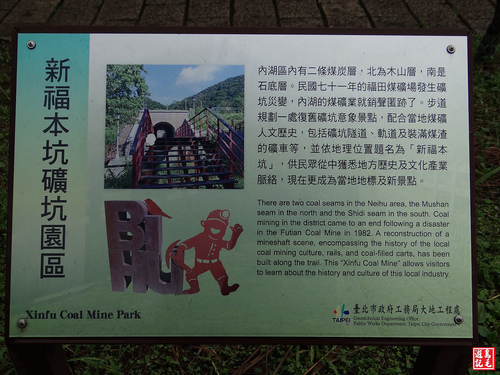 新福本坑礦坑園區
內湖區內有二條煤炭層，北為木山層，南是
石底層。民國七十一年的福田煤礦場發生礦
坑災變，內湖的煤礦業就銷聲匿跡了。步道
規劃一處復舊礦坑意象景點，配合當地煤礦
人文歷史，包括礦坑隧道、軌道及裝滿煤渣
的礦車等，並依地理位置題名為「新福本
坑」，供民眾從中獲悉地方歷史及文化產業
脈絡，現在更成為當地地標及新景點。
There are two coal seams in the Neihu area, the Mushan
seam in the north and the Shidi seam in the south. Coal
mining in the district came to an end following a disaster
in the Futian Coal Mine in 1982. A reconstruction of a
mineshaft scene, encompassing the history of the local
coal mining culture, rails, and coal-filled carts, has been
built along the trail. This "Xinfu Coal Mine" allows visitors
to learn about the history and culture of this local industry.
Xinfu Coal Mine Park
TAIPEI
臺北市政府工務局大地工程處
Geotechnical Engineering Office
Public Works Department, Taipei City Government